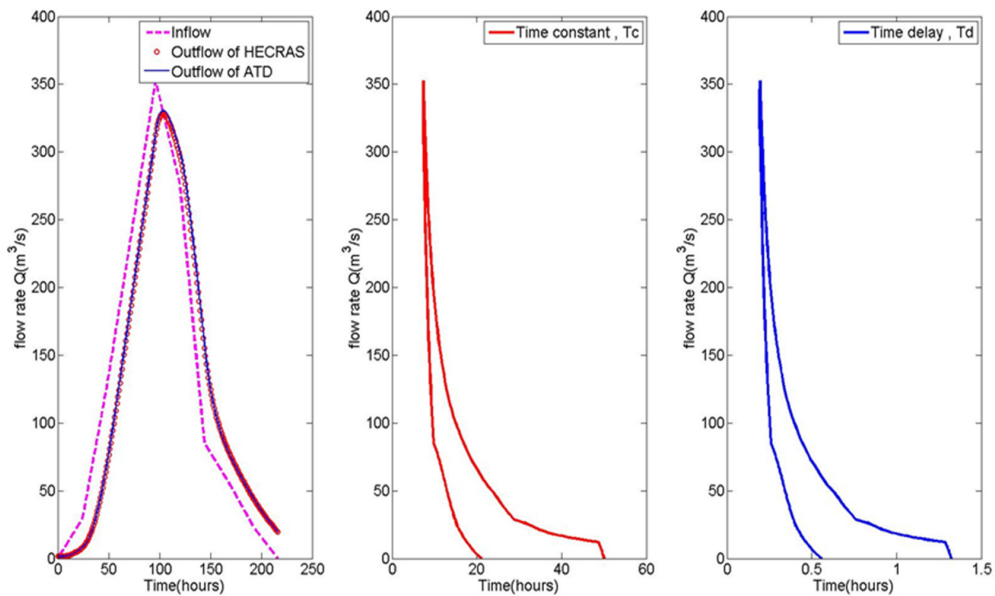 Inflow
Outflow of HECRAS
Outflow of ATD
flow rate Q(m³/s)
400
350
300
250
200
150
100
50
0
0 50 100 150 200 250
Time(hours)
Time constant , Tc
flow rate Q(m³/s)
400
350
300
250
200
150
100
50
0
0 20 40 60
Time(hours)
Time delay , Td
flow rate Q(m³/s)
400
350
300
250
200
150
100
50
0
0 0.5 1 1.5
Time(hours)